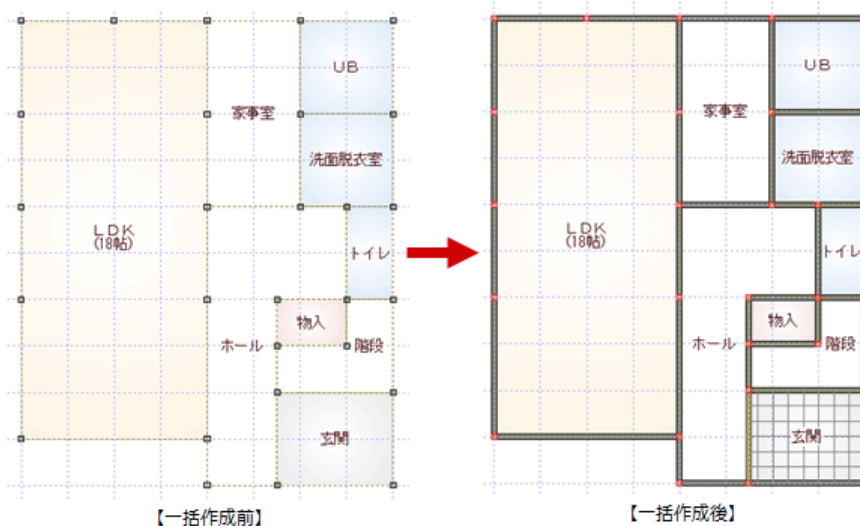 UB
家事室
洗面脱衣室
LDK
(18帖)
トイレ
物入
ホール
階段
玄関
【一括作成前】
UB
家事室
洗面脱衣室
LDK
(18帖)
トイレ
物入
ホール
階段
玄関
【一括作成後】